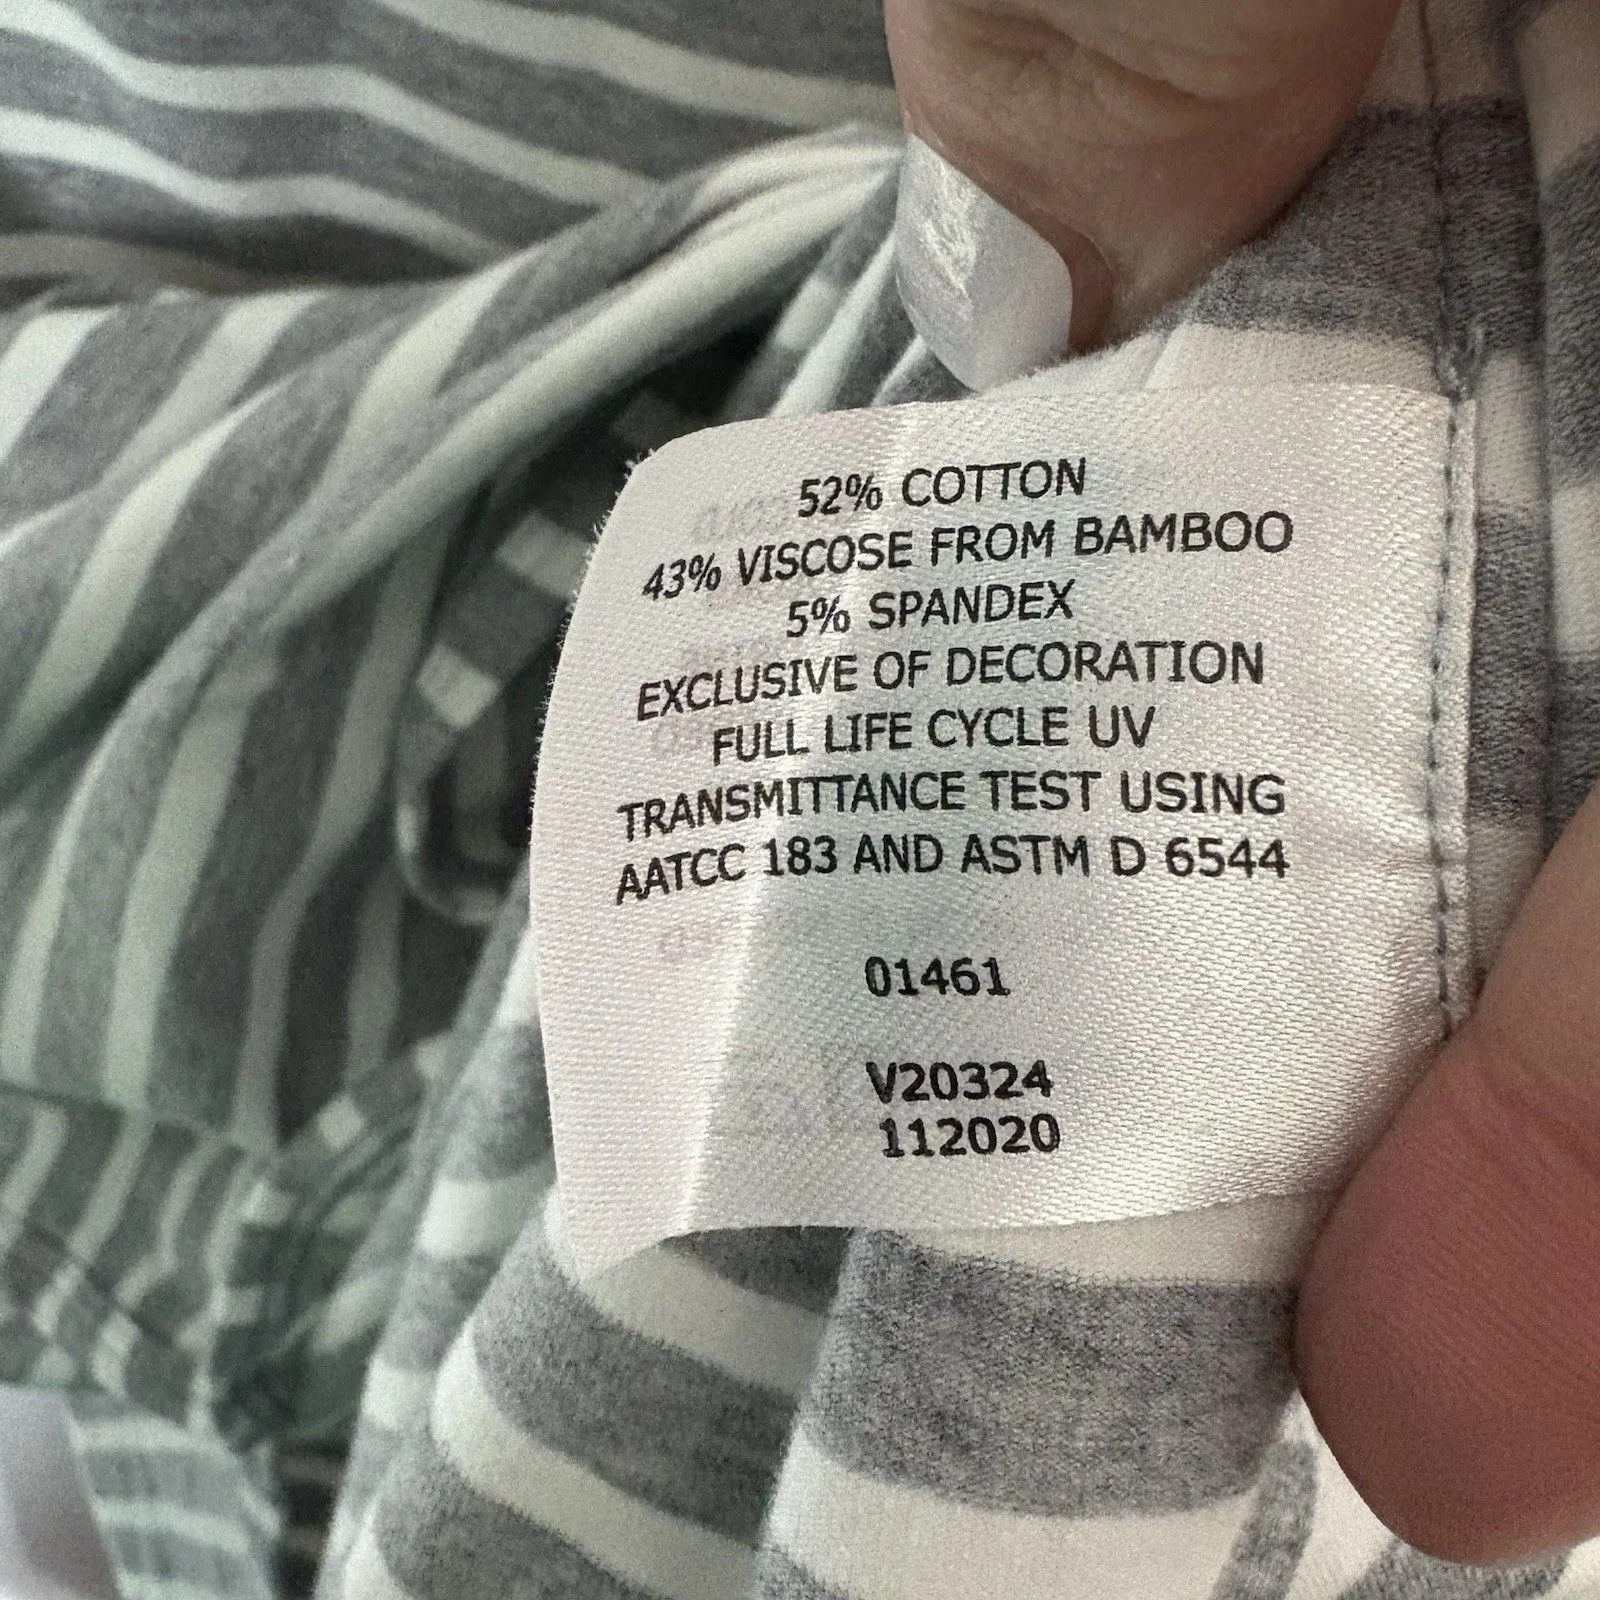 52% COTTON
43% VISCOSE FROM BAMBOO
5% SPANDEX
EXCLUSIVE OF DECORATION
FULL LIFE CYCLE UV
TRANSMITTANCE TEST USING
AATCC 183 AND ASTM D 6544
01461
V20324
112020